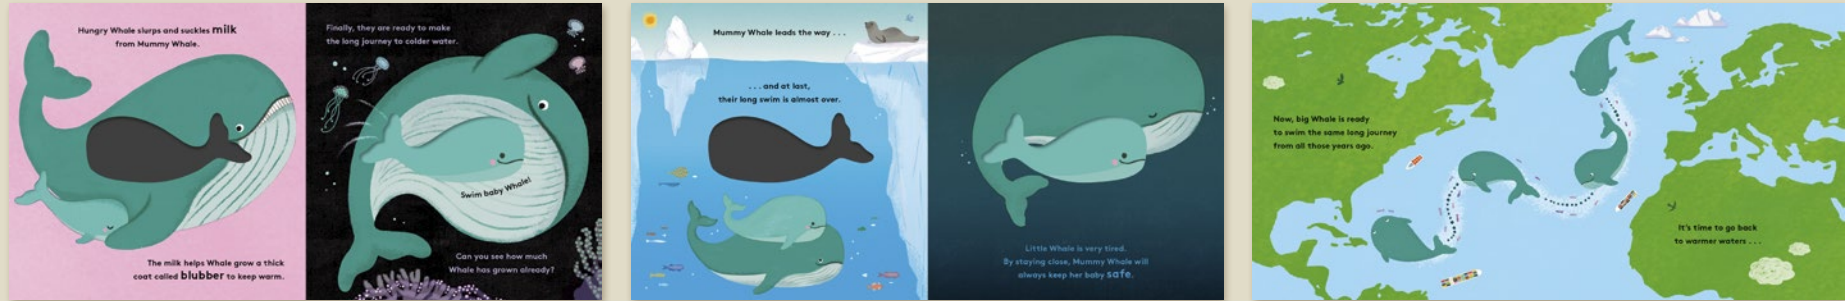 Hungry Whale slurps and suckles milk
from Mummy Whale.
The milk helps Whale grow a thick
coat called blubber to keep warm.
Finally, they are ready to make
the long journey to colder water.
Swim baby Whale!
Can you see how much
Whale has grown already?
Mummy Whale leads the way . . .
. . . and at last,
their long swim is almost over.
Little Whale is very tired.
By staying close, Mummy Whale will
always keep her baby safe.
Now, big Whale is ready
to swim the same long journey
from all those years ago.
It's time to go back
to warmer waters . . .